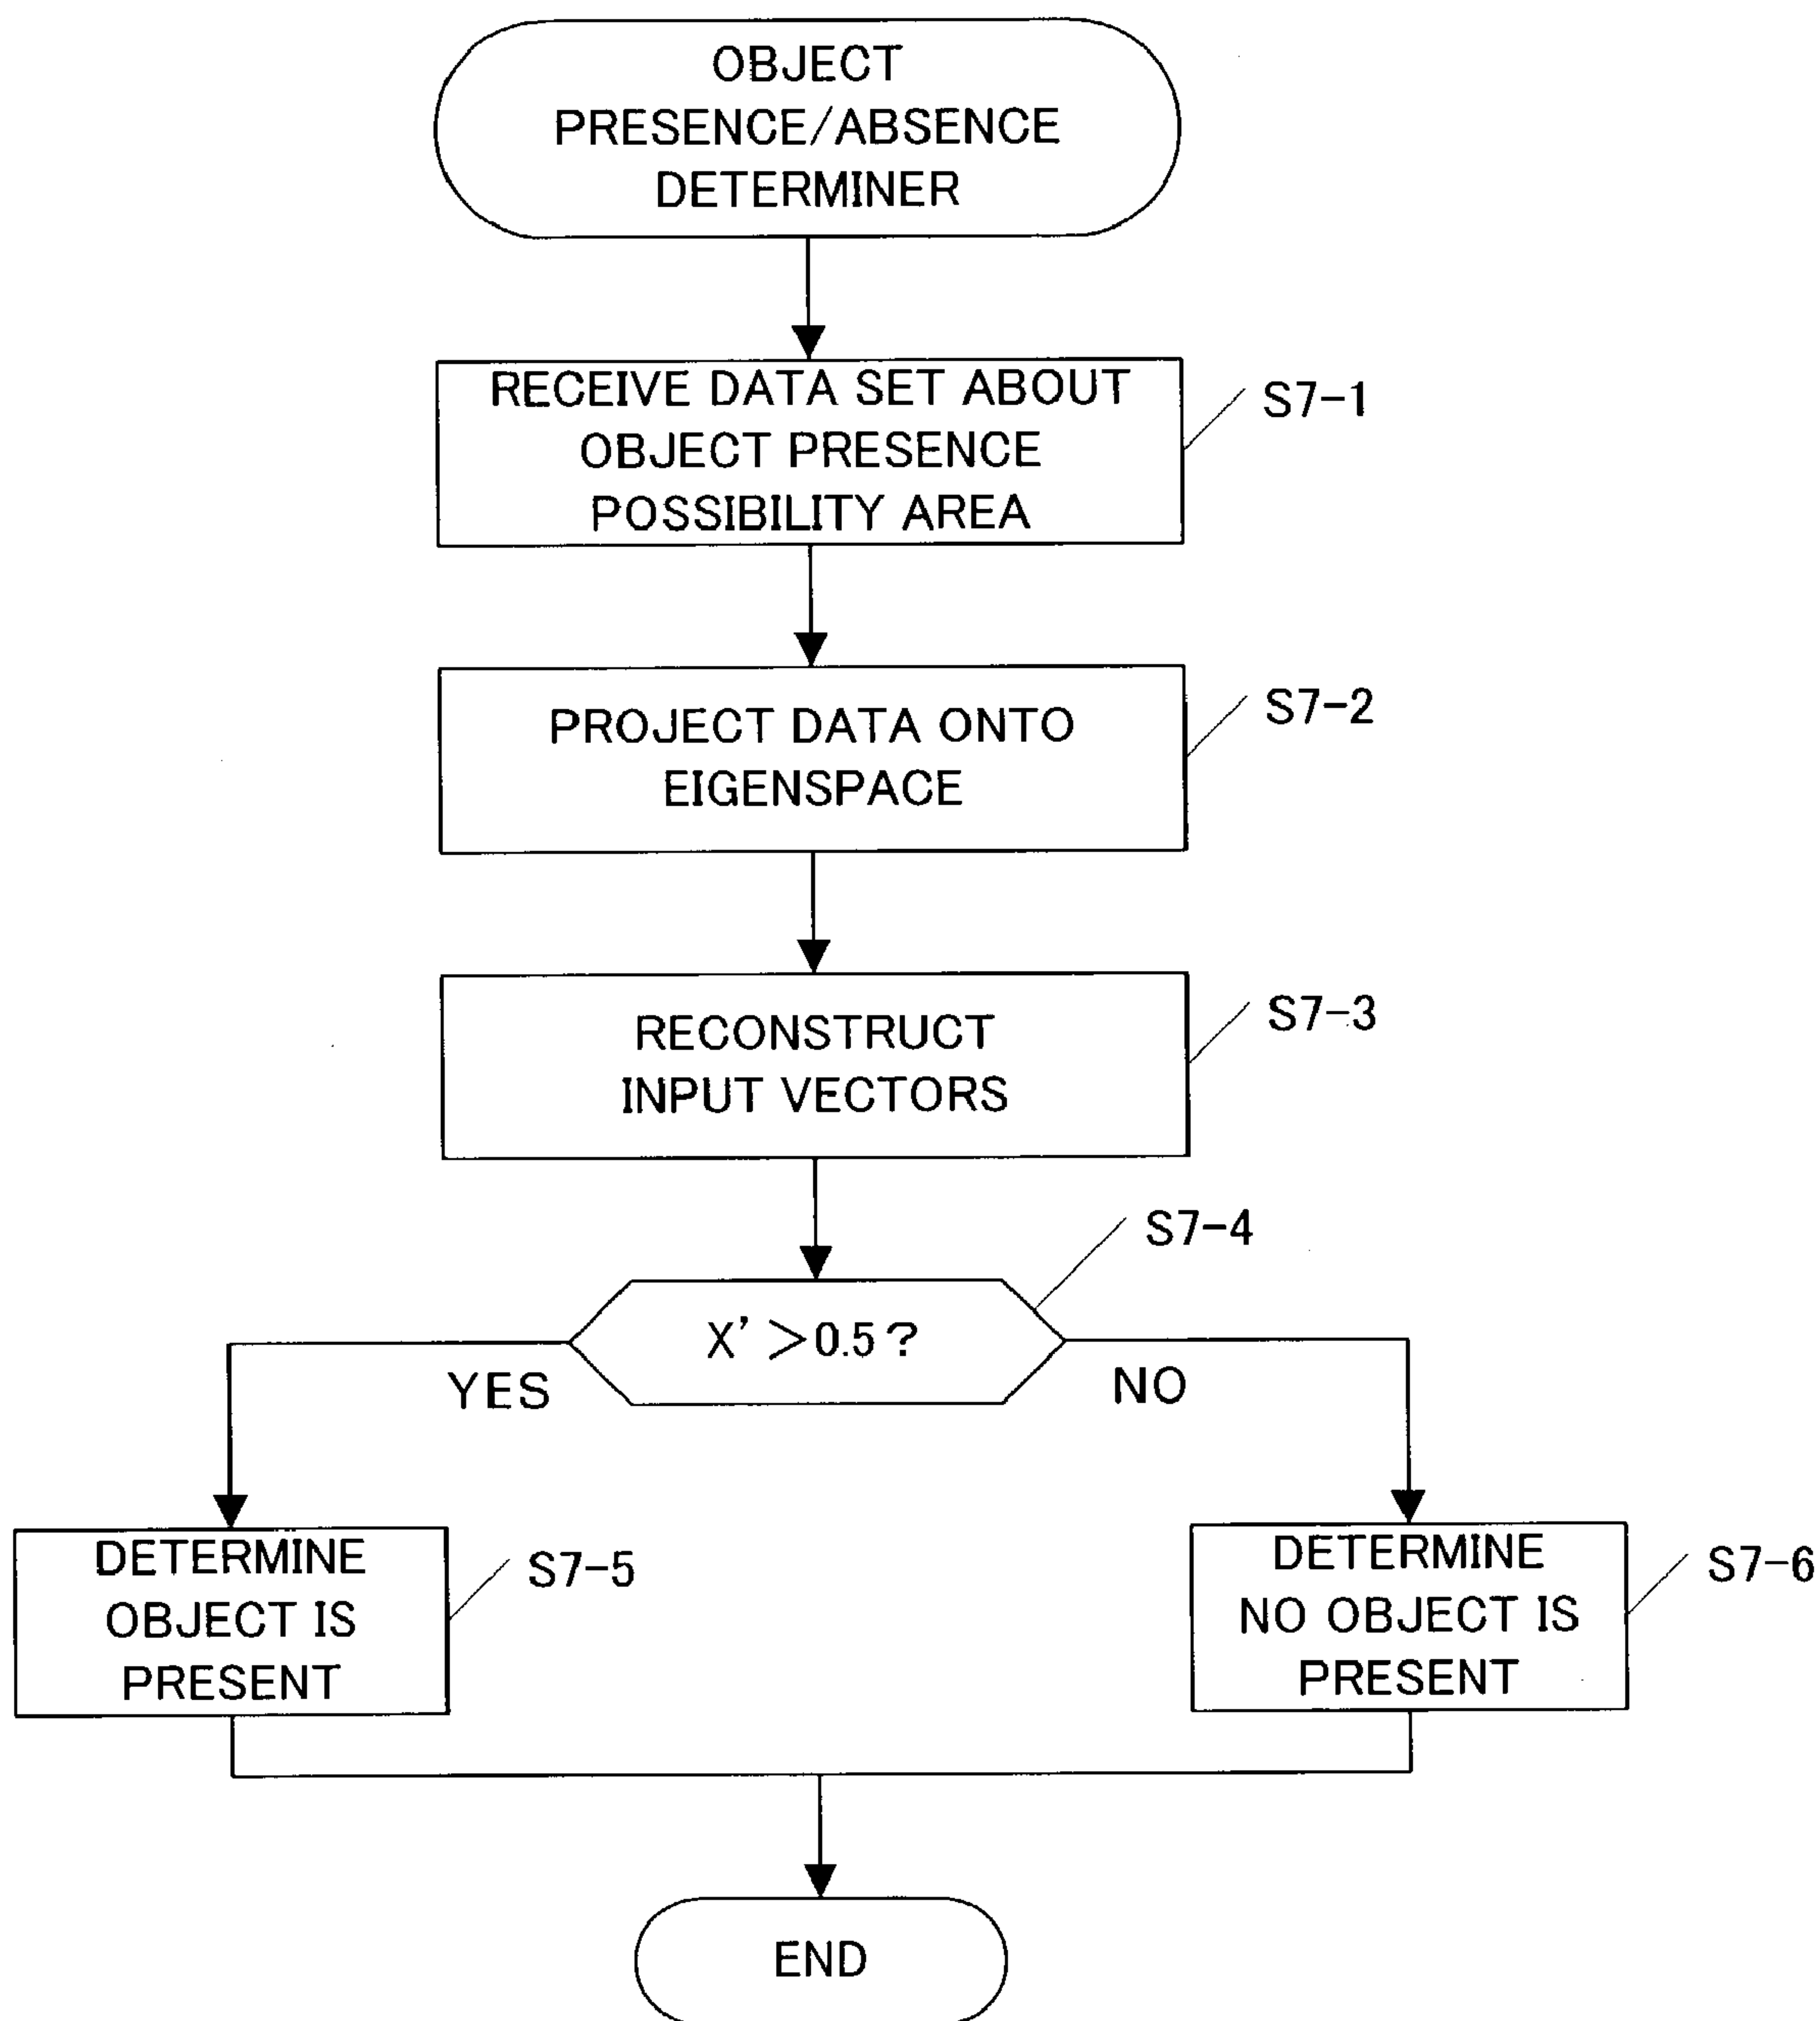 OBJECT
PRESENCE/ABSENCE
DETERMINER
RECEIVE DATA SET ABOUT
OBJECT PRESENCE
POSSIBILITY AREA
S7-1
PROJECT DATA ONTO
EIGENSPACE
S7-2
RECONSTRUCT
INPUT VECTORS
S7-3
S7-4
X' >0.5?
YES
NO
DETERMINE
OBJECT IS
PRESENT
S7-5
DETERMINE
NO OBJECT IS
PRESENT
S7-6
END